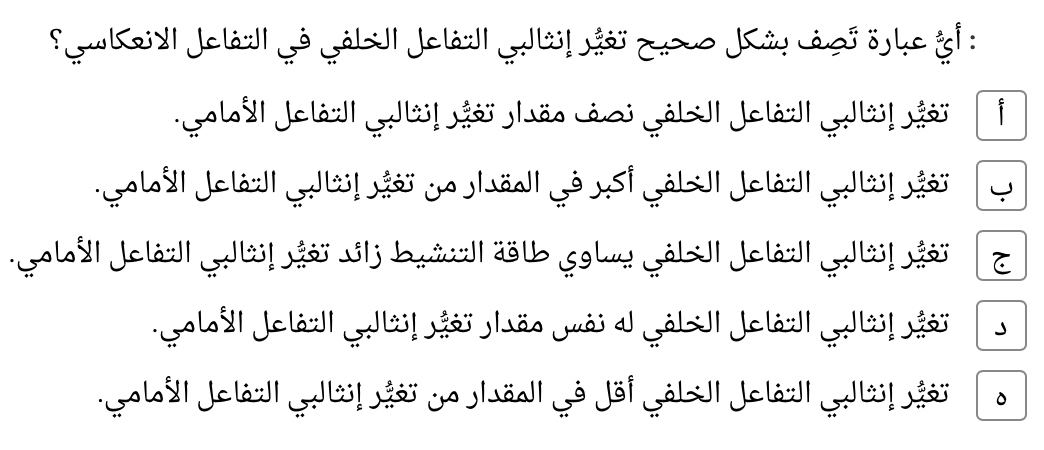 : أيُّ عبارة تَصِف بشكل صحيح تغيُّر إنثالبي التفاعل الخلفي في التفاعل الانعكاسي؟
أ تغيُّر إنثالبي التفاعل الخلفي نصف مقدار تغيُّر إنثالبي التفاعل الأمامي.
ب تغيُّر إنثالبي التفاعل الخلفي أكبر في المقدار من تغيُّر إنثالبي التفاعل الأمامي.
ج تغيُّر إنثالبي التفاعل الخلفي يساوي طاقة التنشيط زائد تغيُّر إنثالبي التفاعل الأمامي.
د تغيُّر إنثالبي التفاعل الخلفي له نفس مقدار تغيُّر إنثالبي التفاعل الأمامي.
ه تغيُّر إنثالبي التفاعل الخلفي أقل في المقدار من تغيُّر إنثالبي التفاعل الأمامي.